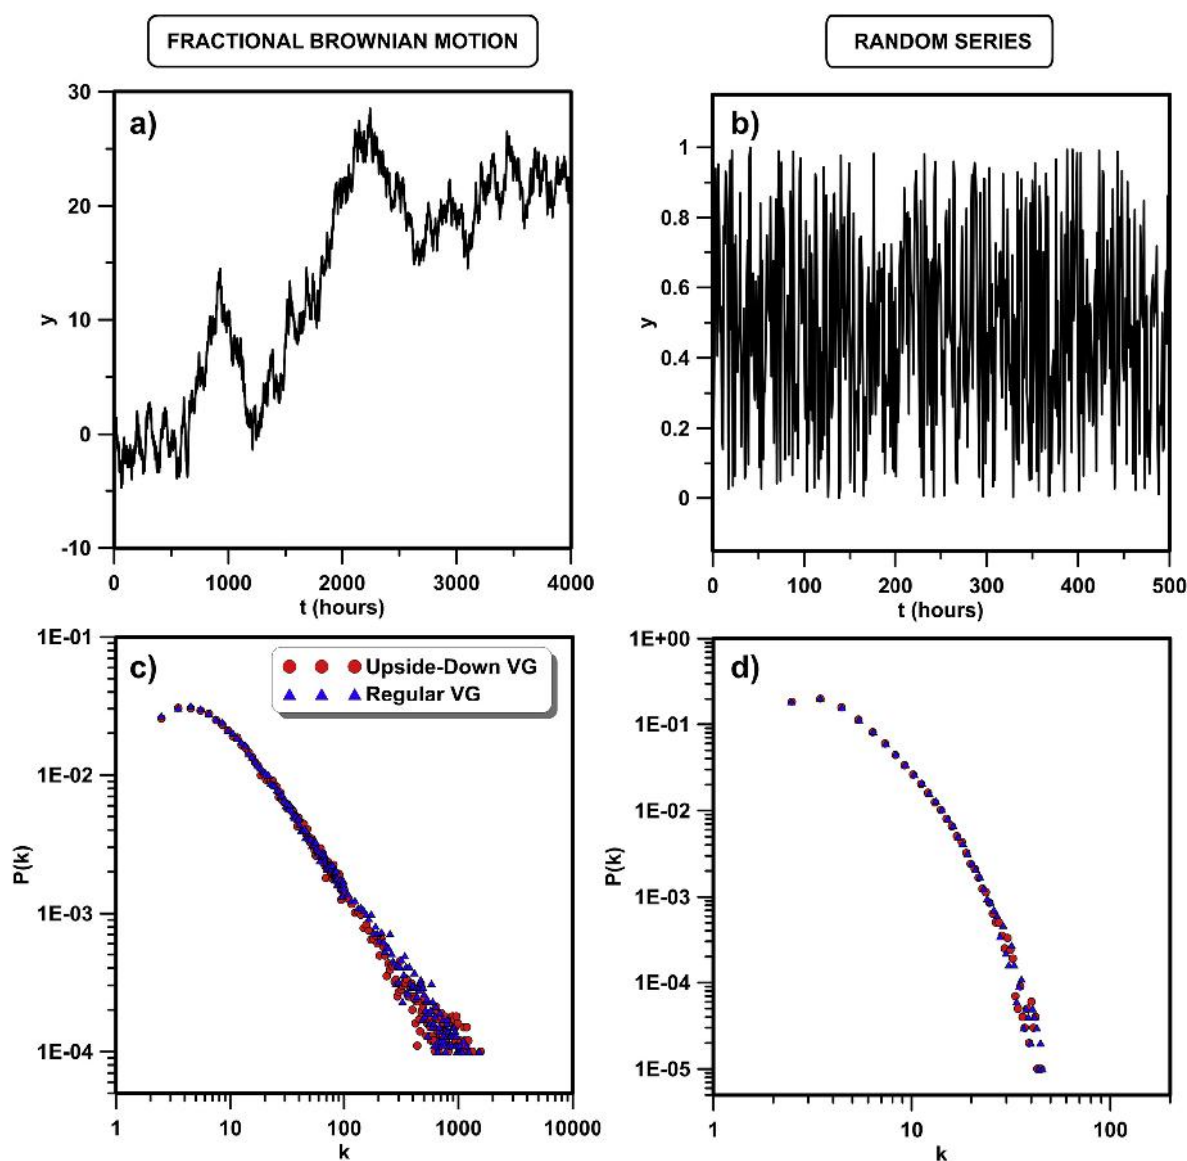 FRACTIONAL BROWNIAN MOTION
RANDOM SERIES
a)
30
20
10
0
-10
y
0 1000 2000 3000 4000
t (hours)
b)
1
0.8
0.6
0.4
0.2
0
y
0 100 200 300 400 500
t (hours)
c)
Upside-Down VG
Regular VG
1E-01
1E-02
1E-03
1E-04
P(k)
1 10 100 1000 10000
k
d)
1E+00
1E-01
1E-02
1E-03
1E-04
1E-05
P(k)
1 10 100
k